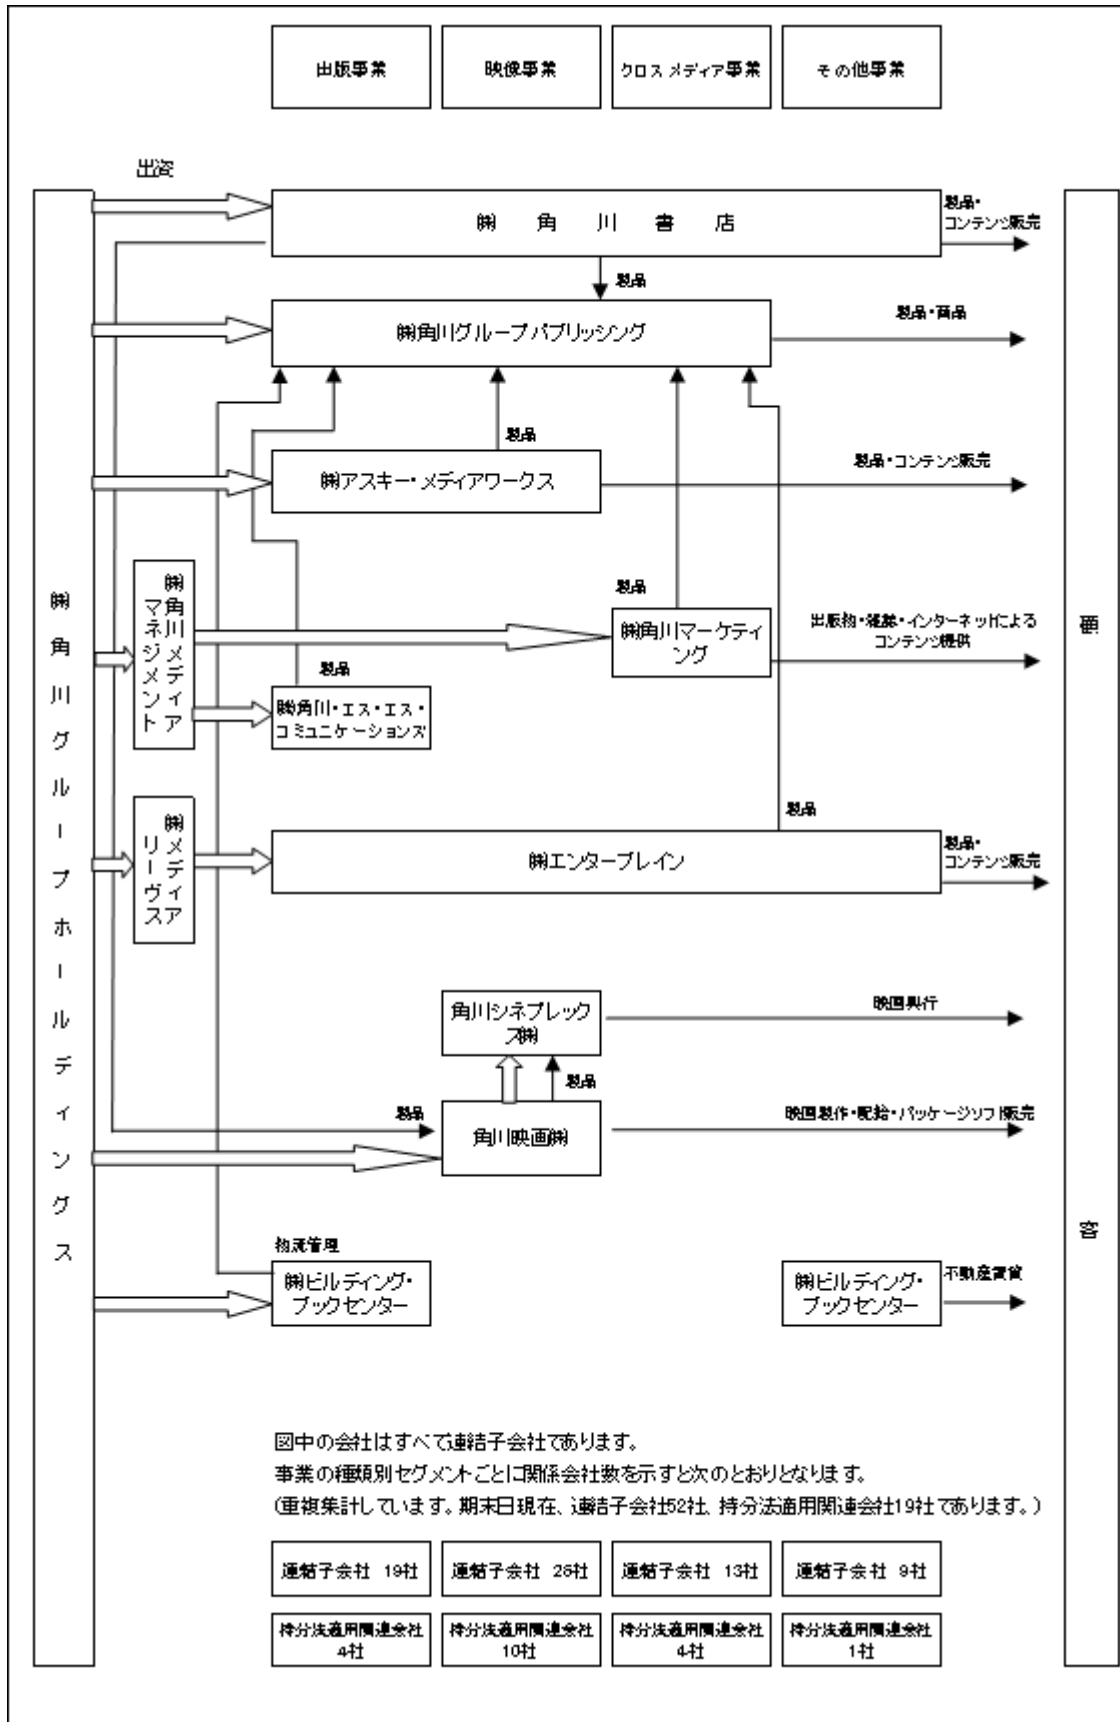 出版事業
映像事業
クロスメディア事業
その他事業
出資
㈱角川グループホールディングス
㈱角川書店
製品・
コンテンツ販売
製品
㈱角川グループパブリッシング
製品・商品
製品
㈱アスキー・メディアワークス
製品・コンテンツ販売
㈱角川メディア
マネジメント
製品
㈱角川マーケティ
ング
出版物・雑誌・インターネットによる
コンテンツ提供
製品
㈱角川・エス・エス・
コミュニケーションズ
㈱メディア
リーヴス
製品
㈱エンターブレイン
製品・
コンテンツ販売
角川シネプレック
ス㈱
映画興行
製品
製品
角川映画㈱
映画製作・配給・パッケージソフト販売
物流管理
㈱ビルディング・
ブックセンター
㈱ビルディング・
ブックセンター
不動産賃貸
顧客
図中の会社はすべて連結子会社であります。
事業の種類別セグメントごとに関係会社数を示すと次のとおりとなります。
(重複集計しています。期末日現在、連結子会社52社、持分法適用関連会社19社であります。)
連結子会社 19社
連結子会社
連結子会社 13社
連結子会社 9社
持分法適用関連会社
4社
持分法適用関連会社
10社
持分法適用関連会社
4社
持分法適用関連会社
1社